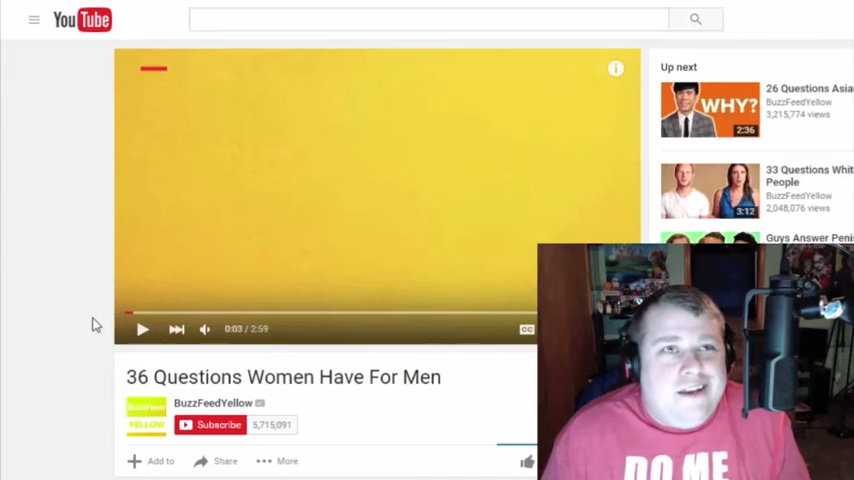 YouTube
Up next
26 Questions Asia
BuzzFeedYellow
3,215,774 views
WHY?
2:36
33 Questions Whit
People
BuzzFeedYellow
2,048,076 views
3:12
Guys Answer Peni
0:03 / 2:59
CC
36 Questions Women Have For Men
BuzzFeedYellow
BuzzFeed
YELLOW
Subscribe 5,715,091
Add to Share More
DO ME